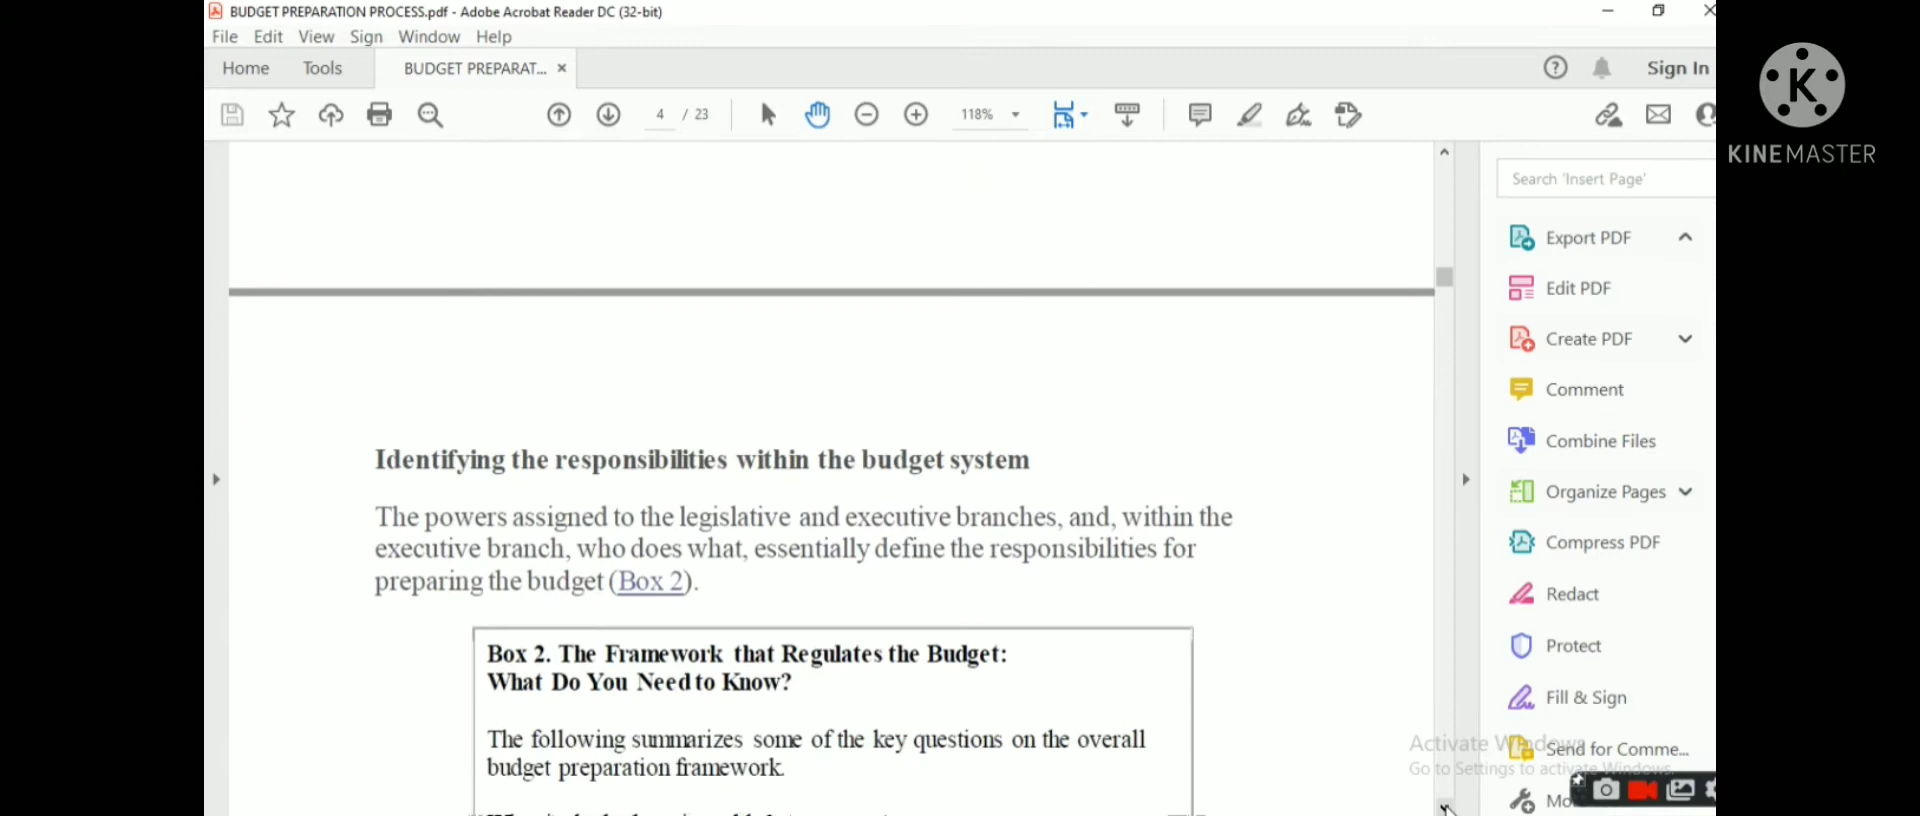 BUDGET PREPARATION PROCESS.pdf - Adobe Acrobat Reader DC (32-bit)
File Edit View Sign Window Help
Home Tools BUDGET PREPARAT... × Sign In
4 / 23 118%
K
KINEMASTER
Search 'Insert Page'
Export PDF
Edit PDF
Create PDF
Comment
Combine Files
Organize Pages
Compress PDF
Redact
Protect
Fill & Sign
Send for Comme...
Identifying the responsibilities within the budget system
The powers assigned to the legislative and executive branches, and, within the
executive branch, who does what, essentially define the responsibilities for
preparing the budget (Box 2).
Box 2. The Framework that Regulates the Budget:
What Do You Need to Know?
The following summarizes some of the key questions on the overall
budget preparation framework.
Activate Windows
Go to Settings to activate Windows.